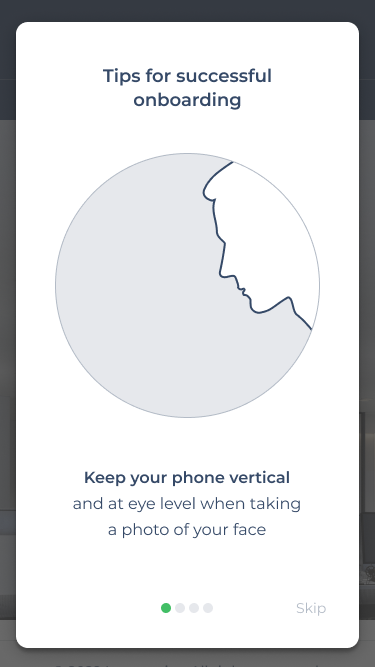 Tips for successful
onboarding
Keep your phone vertical
and at eye level when taking
a photo of your face
Skip